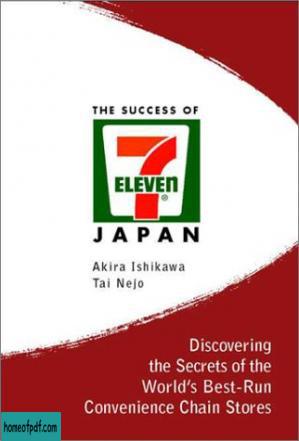 THE SUCCESS OF
7
ELEVEN
®
JAPAN
Akira Ishikawa
Tai Nejo
Discovering
the Secrets of the
World's Best-Run
Convenience Chain Stores
homeofpdf.com